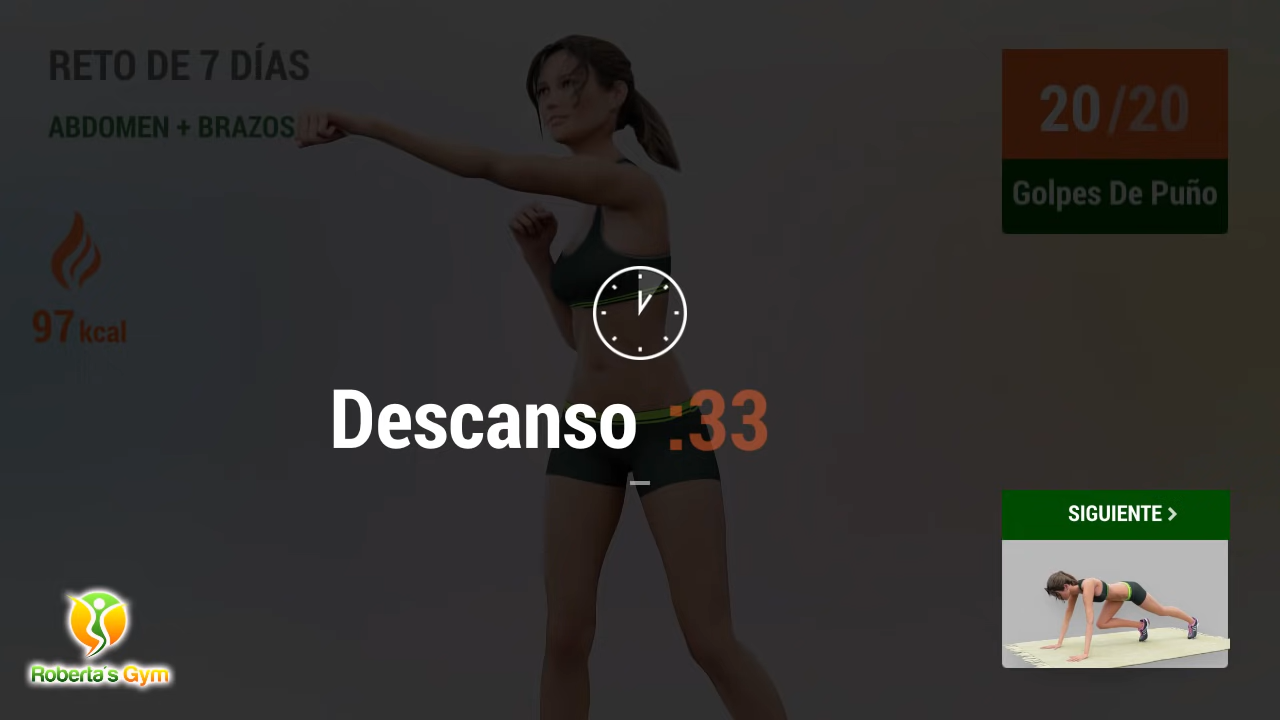 RETO DE 7 DÍAS
ABDOMEN + BRAZOS
20/20
Golpes De Puño
97 kcal
Descanso :33
SIGUIENTE >
Roberta´s Gym